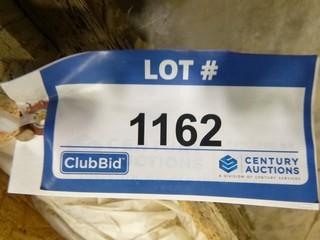 LOT #
1162
ClubBid
CENTURY
AUCTIONS
A DIVISION OF CENTURY SERVICES